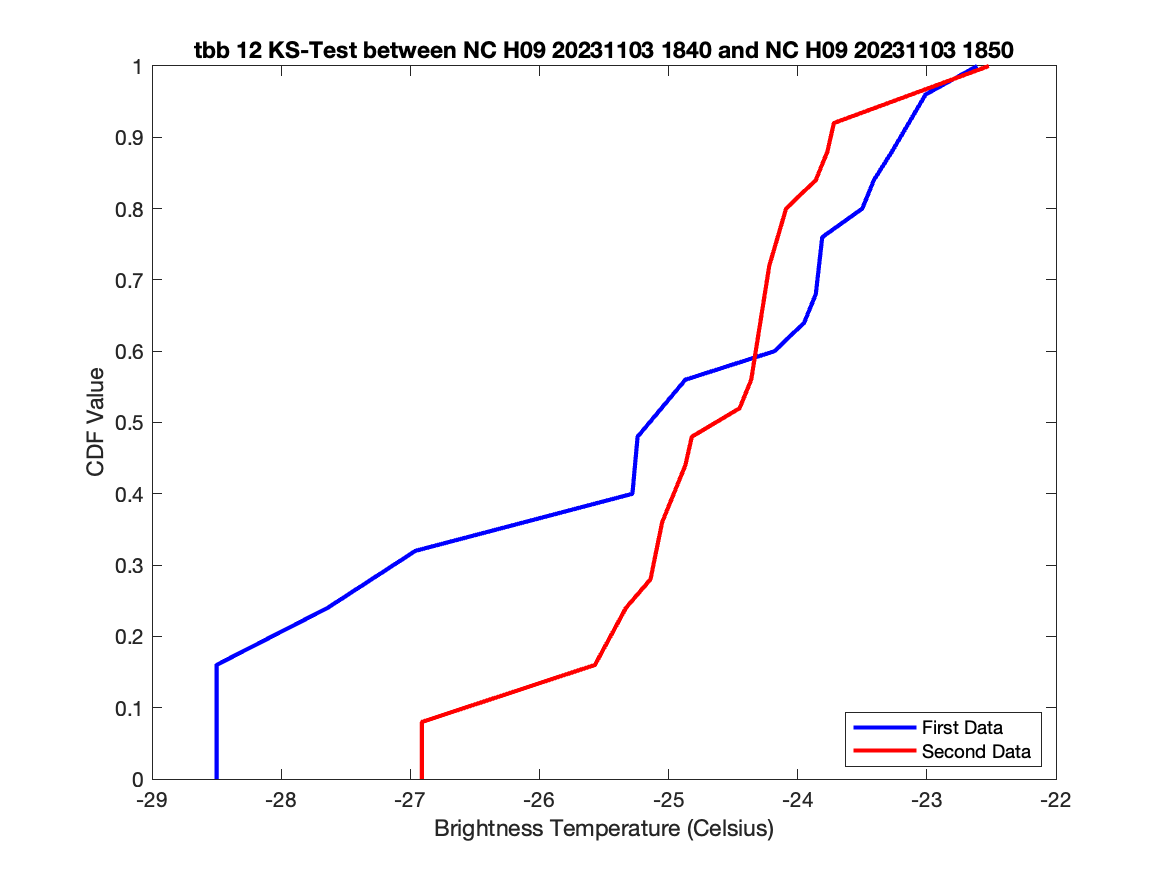 tbb 12 KS-Test between NC H09 20231103 1840 and NC H09 20231103 1850
1
0.9
0.8
0.7
0.6
0.5
0.4
0.3
0.2
0.1
0
CDF Value
First Data
Second Data
-29 -28 -27 -26 -25 -24 -23 -22
Brightness Temperature (Celsius)